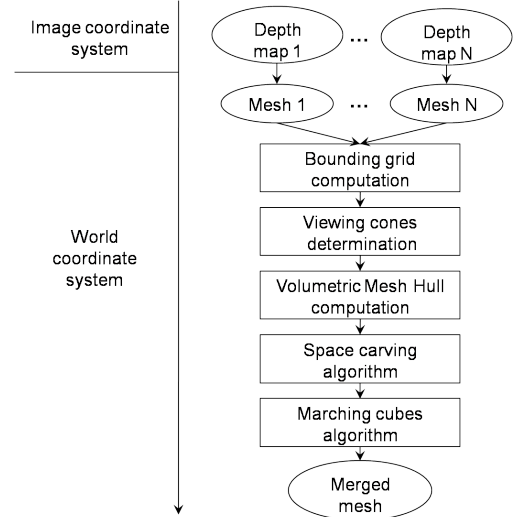 Image coordinate
system
Depth
map 1
...
Depth
map N
Mesh 1
...
Mesh N
Bounding grid
computation
Viewing cones
determination
World
coordinate
system
Volumetric Mesh Hull
computation
Space carving
algorithm
Marching cubes
algorithm
Merged
mesh